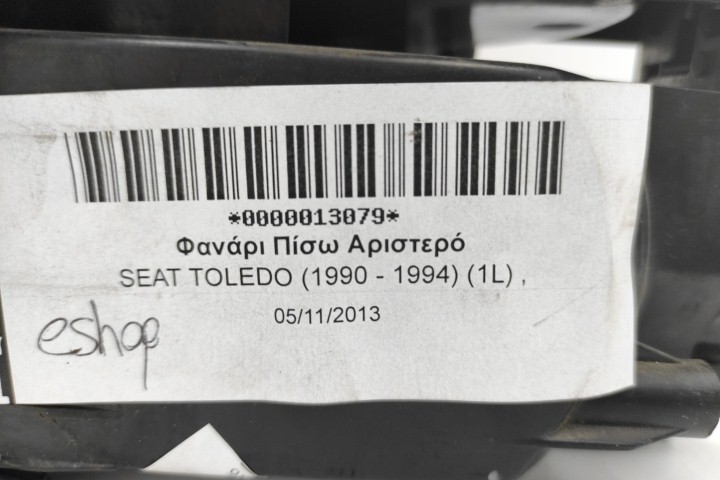 *0000013079*
Φανάρι Πίσω Αριστερό
SEAT TOLEDO (1990 - 1994) (1L) ,
05/11/2013
eshop